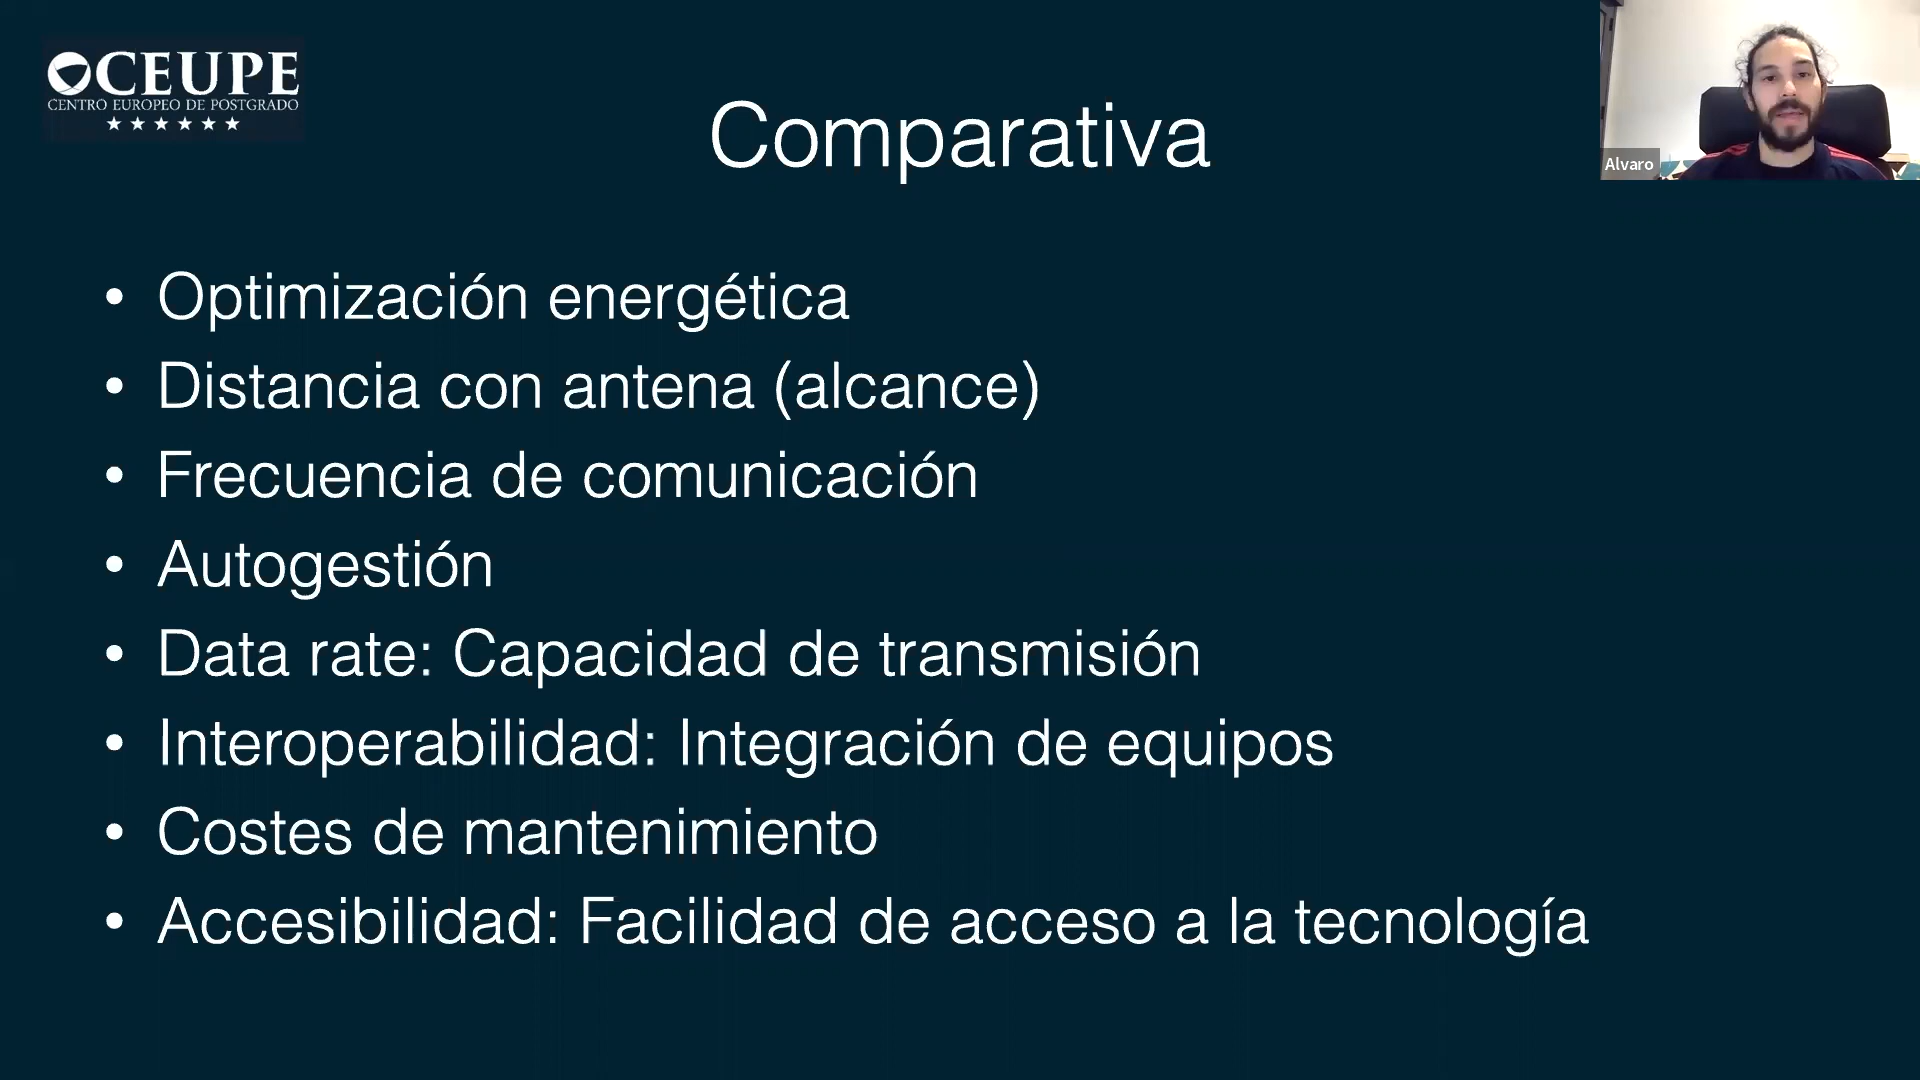 CEUPE
CENTRO EUROPEO DE POSTGRADO
Comparativa
Alvaro
• Optimización energética
• Distancia con antena (alcance)
• Frecuencia de comunicación
• Autogestión
• Data rate: Capacidad de transmisión
• Interoperabilidad: Integración de equipos
• Costes de mantenimiento
• Accesibilidad: Facilidad de acceso a la tecnología